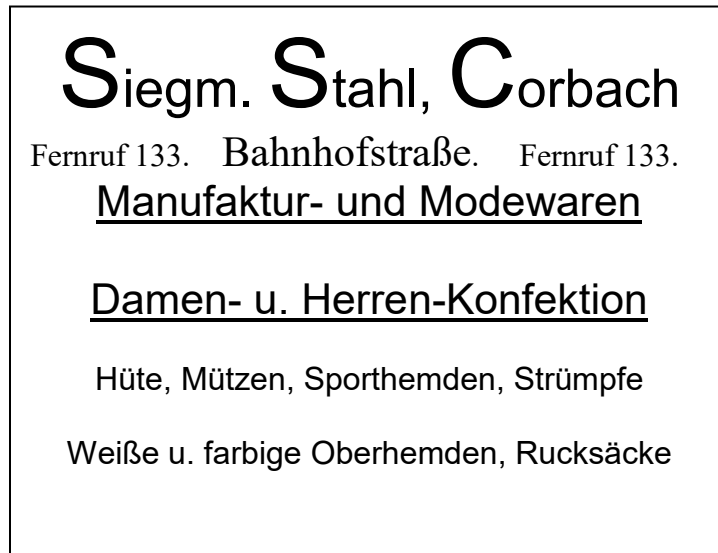 Siegm. Stahl, Corbach
Fernruf 133. Bahnhofstraße. Fernruf 133.
Manufaktur- und Modewaren
Damen- u. Herren-Konfektion
Hüte, Mützen, Sporthemden, Strümpfe
Weiße u. farbige Oberhemden, Rucksäcke